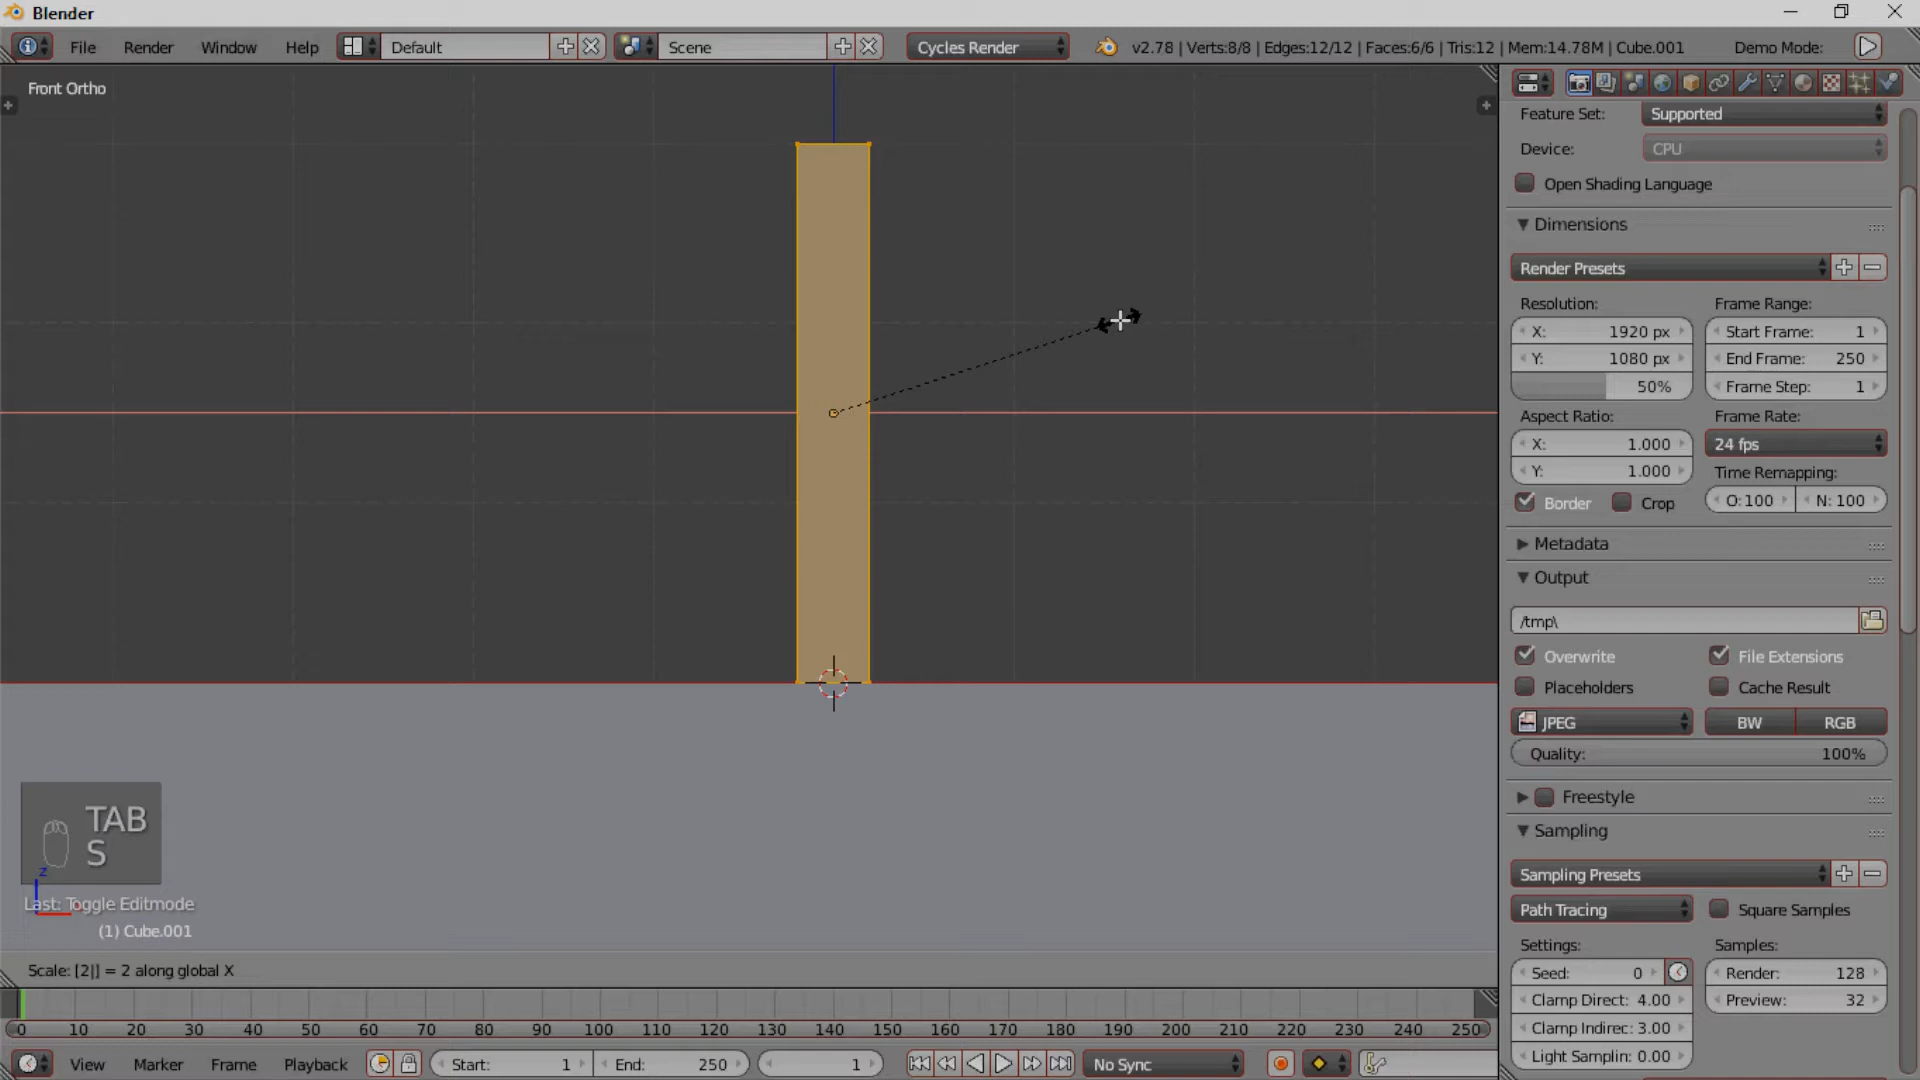 Blender
File Render Window Help Default Scene Cycles Render v2.78 | Verts:8/8 | Edges:12/12 | Faces:6/6 | Tris:12 | Mem:14.78M | Cube.001 Demo Mode:
Front Ortho
Feature Set: Supported
Device: CPU
Open Shading Language
Dimensions
Render Presets
Resolution: Frame Range:
X: 1920 px Start Frame: 1
Y: 1080 px End Frame: 250
50% Frame Step: 1
Aspect Ratio: Frame Rate:
X: 1.000 24 fps
Y: 1.000 Time Remapping:
Border Crop O: 100 N: 100
Metadata
Output
/tmp\
Overwrite File Extensions
Placeholders Cache Result
JPEG BW RGB
Quality: 100%
Freestyle
Sampling
Sampling Presets
Path Tracing Square Samples
Settings: Samples:
Seed: 0 Render: 128
Clamp Direct: 4.00 Preview: 32
Clamp Indirec: 3.00
Light Samplin: 0.00
TAB
S
z
Last: Toggle Editmode
(1) Cube.001
Scale: [2|] = 2 along global X
0 10 20 30 40 50 60 70 80 90 100 110 120 130 140 150 160 170 180 190 200 210 220 230 240 250
View Marker Frame Playback Start: 1 End: 250 1 No Sync